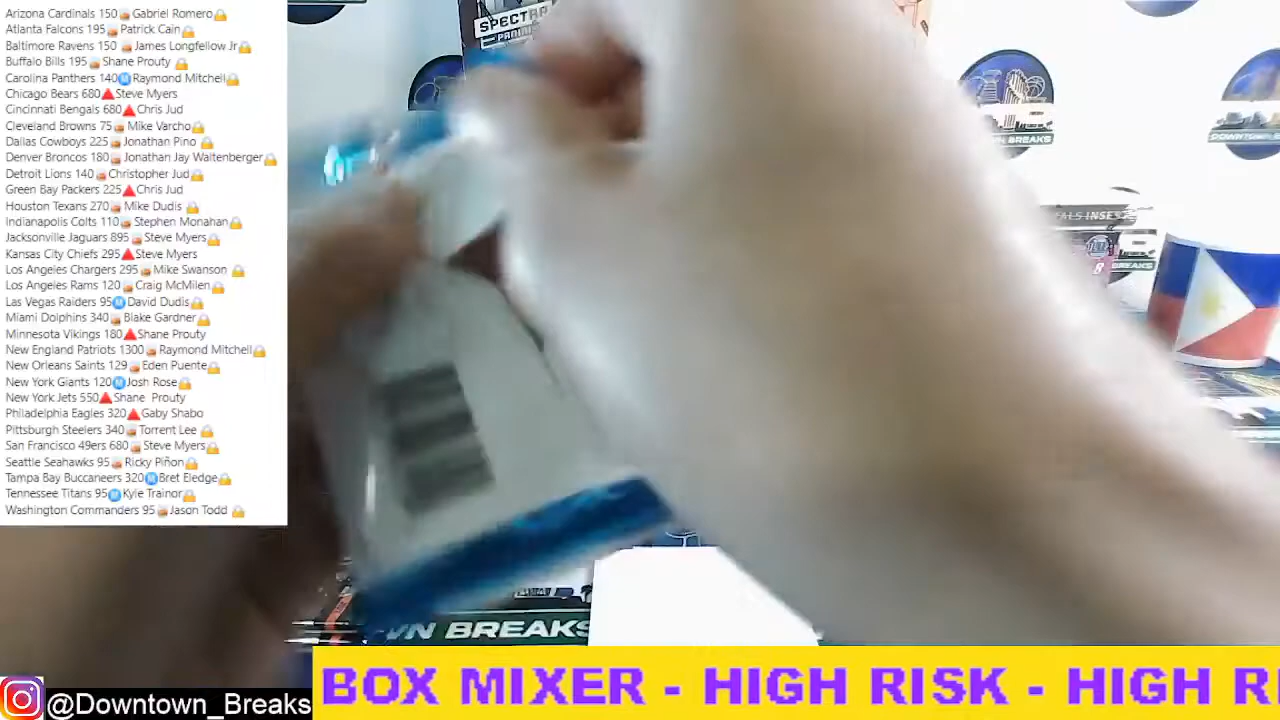 Arizona Cardinals 150 Gabriel Romero
Atlanta Falcons 195 Patrick Cain
Baltimore Ravens 150 James Longfellow Jr
Buffalo Bills 195 Shane Prouty
Carolina Panthers 140 M Raymond Mitchell
Chicago Bears 680 Steve Myers
Cincinnati Bengals 680 Chris Jud
Cleveland Browns 75 Mike Varcho
Dallas Cowboys 225 Jonathan Pino
Denver Broncos 180 Jonathan Jay Waltenberger
Detroit Lions 140 Christopher Jud
Green Bay Packers 225 Chris Jud
Houston Texans 270 Mike Dudis
Indianapolis Colts 110 Stephen Monahan
Jacksonville Jaguars 895 Steve Myers
Kansas City Chiefs 295 Steve Myers
Los Angeles Chargers 295 Mike Swanson
Los Angeles Rams 120 Craig McMilen
Las Vegas Raiders 95 M David Dudis
Miami Dolphins 340 Blake Gardner
Minnesota Vikings 180 Shane Prouty
New England Patriots 1300 Raymond Mitchell
New Orleans Saints 129 Eden Puente
New York Giants 120 M Josh Rose
New York Jets 550 Shane Prouty
Philadelphia Eagles 320 Gaby Shabo
Pittsburgh Steelers 340 Torrent Lee
San Francisco 49ers 680 Steve Myers
Seattle Seahawks 95 Ricky Piñon
Tampa Bay Buccaneers 320 M Bret Eledge
Tennessee Titans 95 M Kyle Trainor
Washington Commanders 95 Jason Todd
SPECTRA
PANINI
BREAKS
DOWNTOWN BREAKS
BREAKS
WN BREAKS
@Downtown_Breaks
BOX MIXER - HIGH RISK - HIGH RI